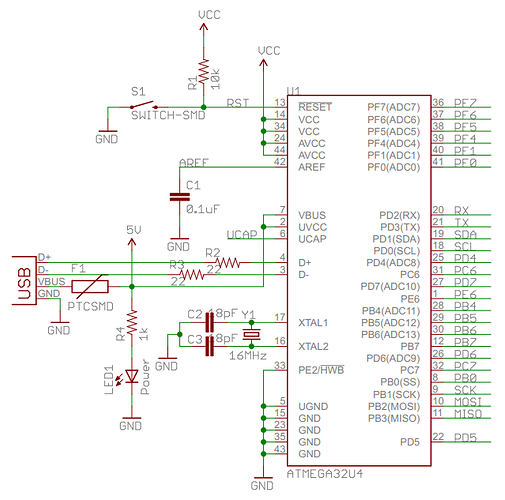 VCC
VCC
R1
10k
S1
SWITCH-SMD
GND
RST
U1
13 RESET PF7(ADC7) 36 PF7
14 VCC PF6(ADC6) 37 PF6
34 VCC PF5(ADC5) 38 PF5
24 AVCC PF4(ADC4) 39 PF4
44 AVCC PF1(ADC1) 40 PF1
AREF 42 AREF PF0(ADC0) 41 PF0
C1
0.1uF
GND
7 VBUS PD2(RX) 20 RX
2 UVCC PD3(TX) 21 TX
UCAP 6 UCAP PD1(SDA) 19 SDA
PD0(SCL) 18 SCL
5V
USB
D+ R2 22 4 D+ PD4(ADC8) 25 PD4
D- R3 22 3 D- PC6 31 PC6
VBUS F1 PTCSMD PD7(ADC10) 27 PD7
GND
GND
PE6 1 PE6
PB4(ADC11) 28 PB4
C2 18pF Y1 17 XTAL1 PB5(ADC12) 29 PB5
PB6(ADC13) 30 PB6
C3 18pF 16MHz 16 XTAL2 PB7 12 PB7
GND
R4
1k
LED1
Power
GND
PD6(ADC9) 26 PD6
33 PE2/HWB PC7 32 PC7
PB0(SS) 8 PB0
PB1(SCK) 9 SCK
5 UGND PB2(MOSI) 10 MOSI
15 GND PB3(MISO) 11 MISO
23 GND
35 GND PD5 22 PD5
43 GND
ATMEGA32U4
GND